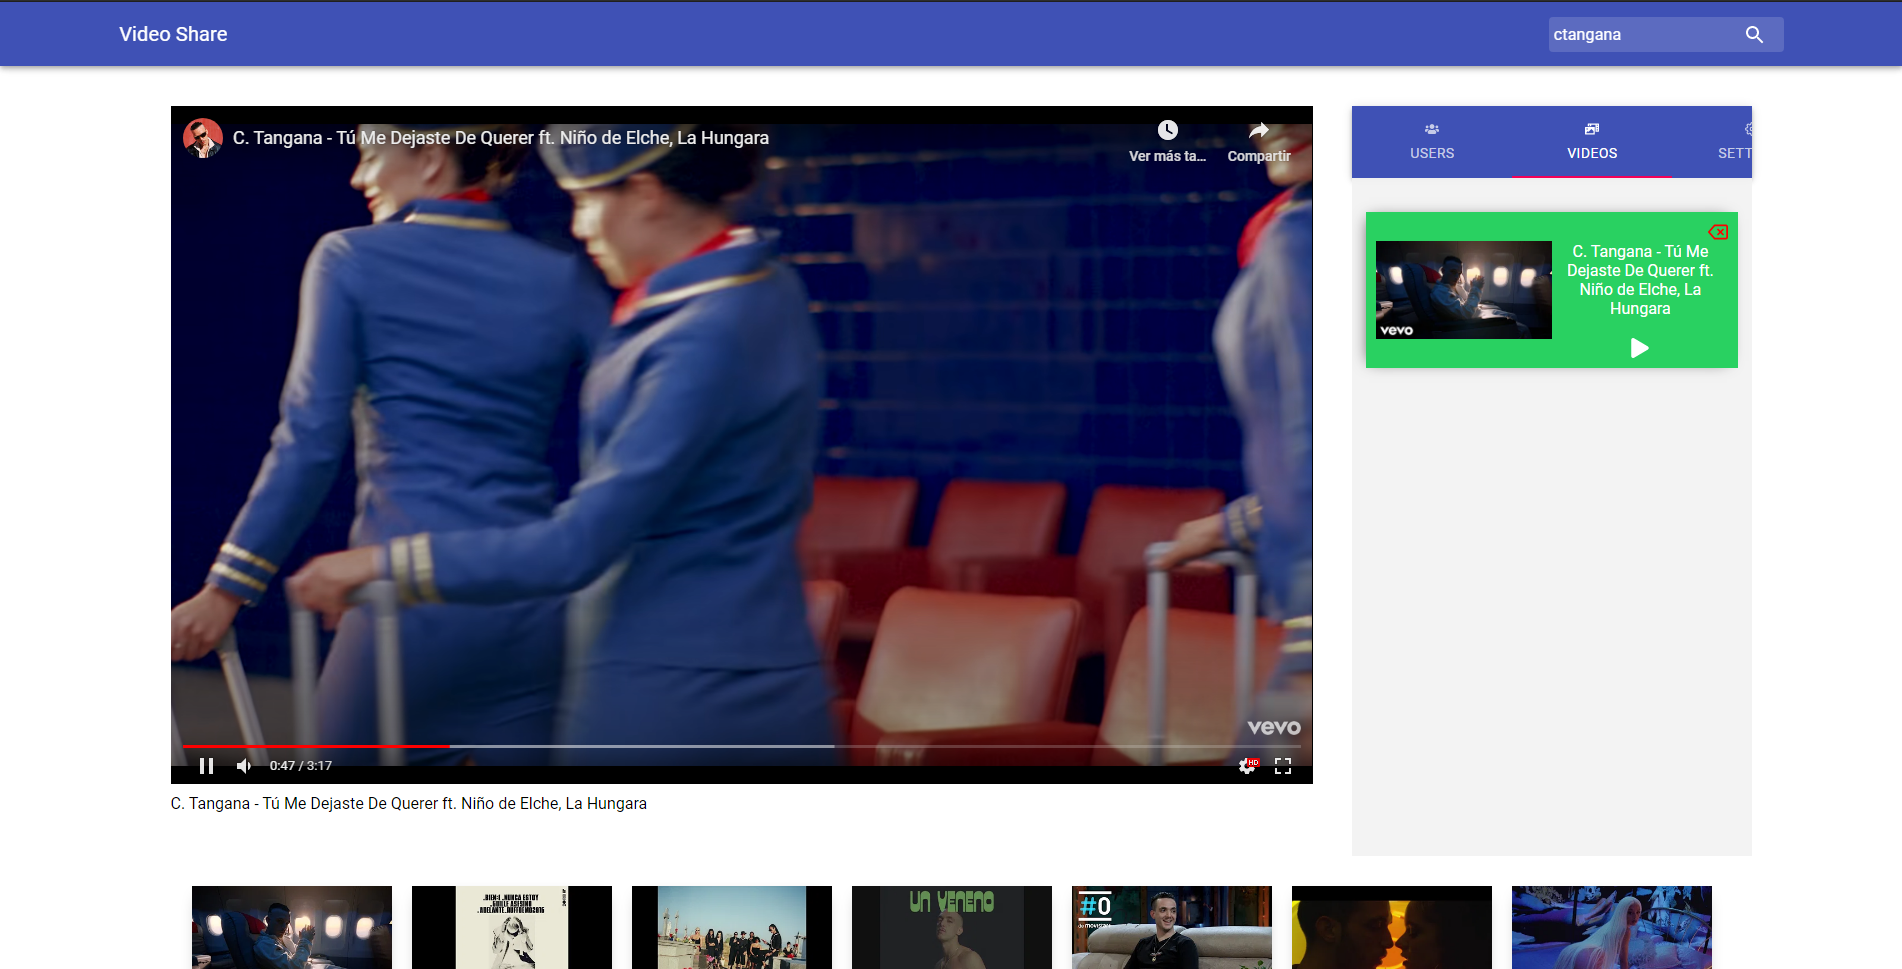 Video Share
ctangana
C. Tangana - Tú Me Dejaste De Querer ft. Niño de Elche, La Hungara
Ver más ta...
Compartir
USERS
VIDEOS
SETT
C. Tangana - Tú Me
Dejaste De Querer ft.
Niño de Elche, La
Hungara
vevo
vevo
0:47 / 3:17
HD
C. Tangana - Tú Me Dejaste De Querer ft. Niño de Elche, La Hungara
UN VENENO
#0